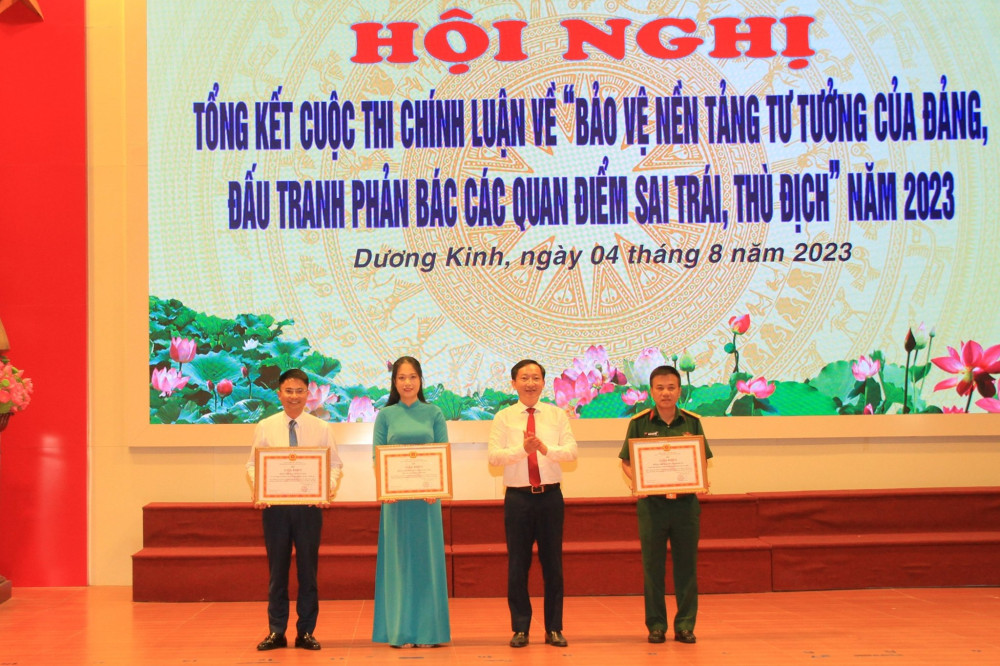 HỘI NGHỊ
TỔNG KẾT CUỘC THI CHÍNH LUẬN VỀ “BẢO VỆ NỀN TẢNG TƯ TƯỞNG CỦA ĐẢNG,
ĐẤU TRANH PHẢN BÁC CÁC QUAN ĐIỂM SAI TRÁI, THÙ ĐỊCH” NĂM 2023
Dương Kinh, ngày 04 tháng 8 năm 2023